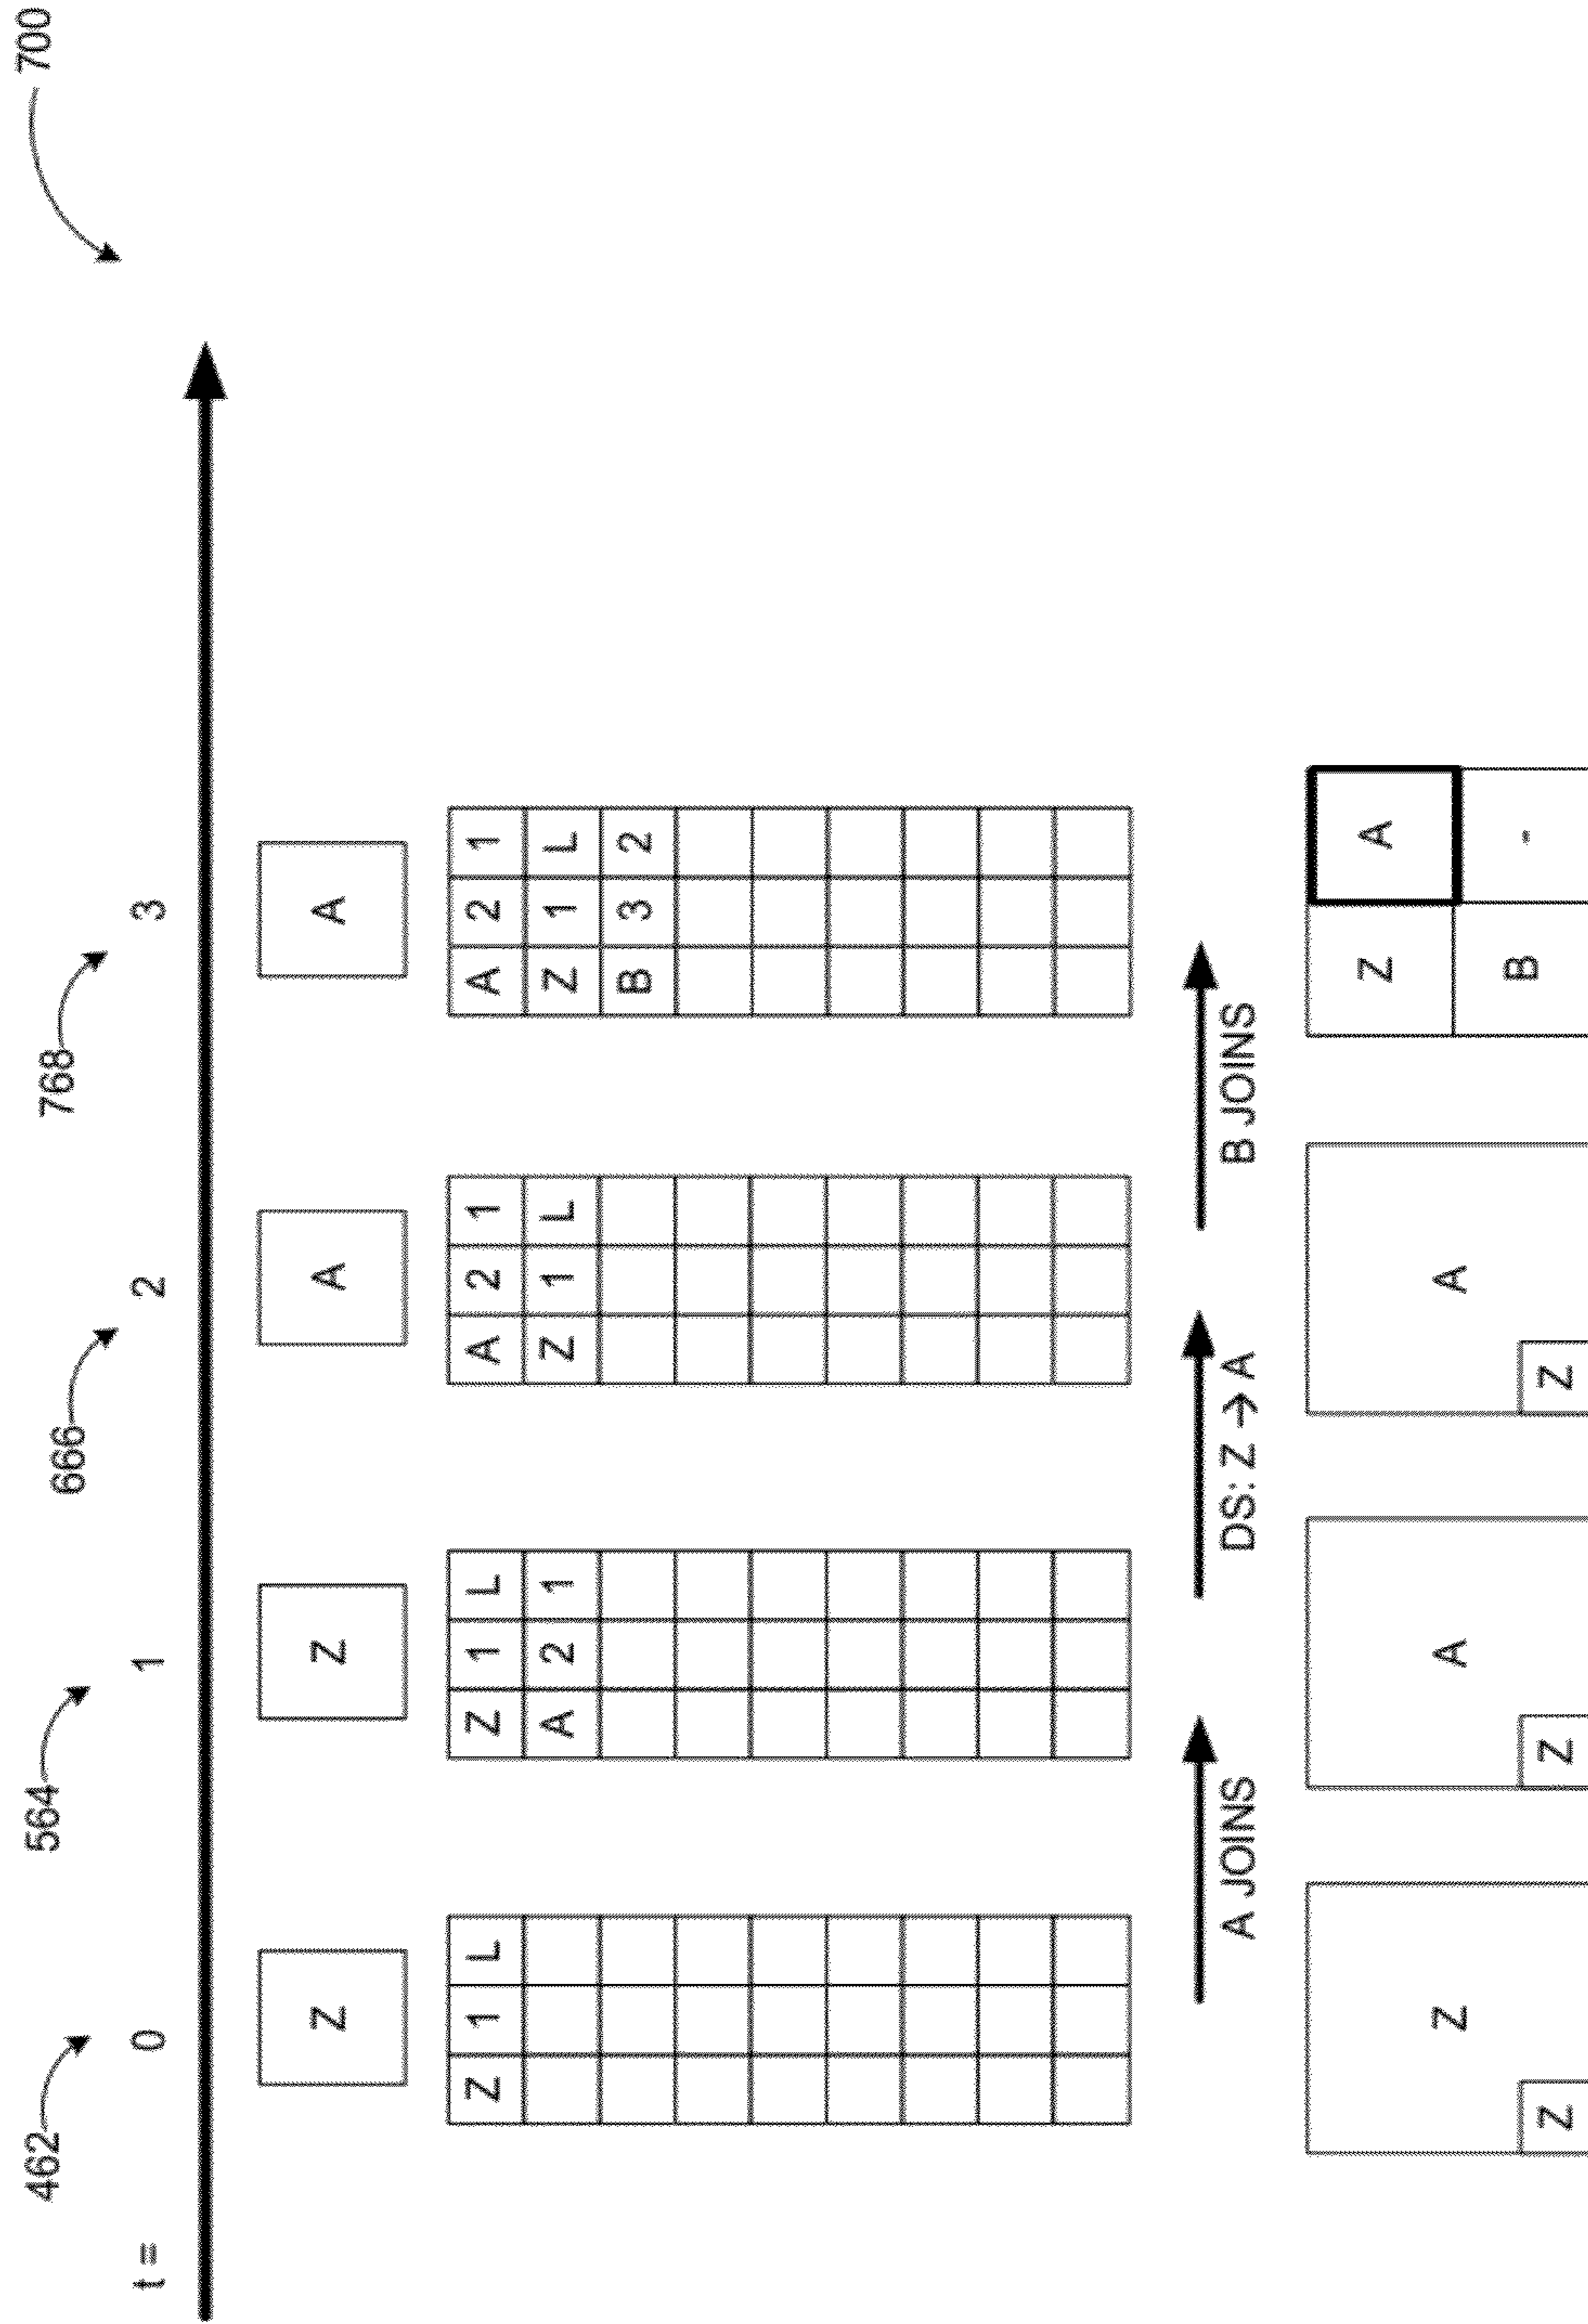 700
462 564 666 768
t = 0 1 2 3
Z Z A A
Z 1 L Z 1 L A 2 1 A 2 1
A 2 1 Z 1 L Z 1 L
B 3 2
A JOINS DS: Z → A B JOINS
Z A A Z A
Z Z Z B -